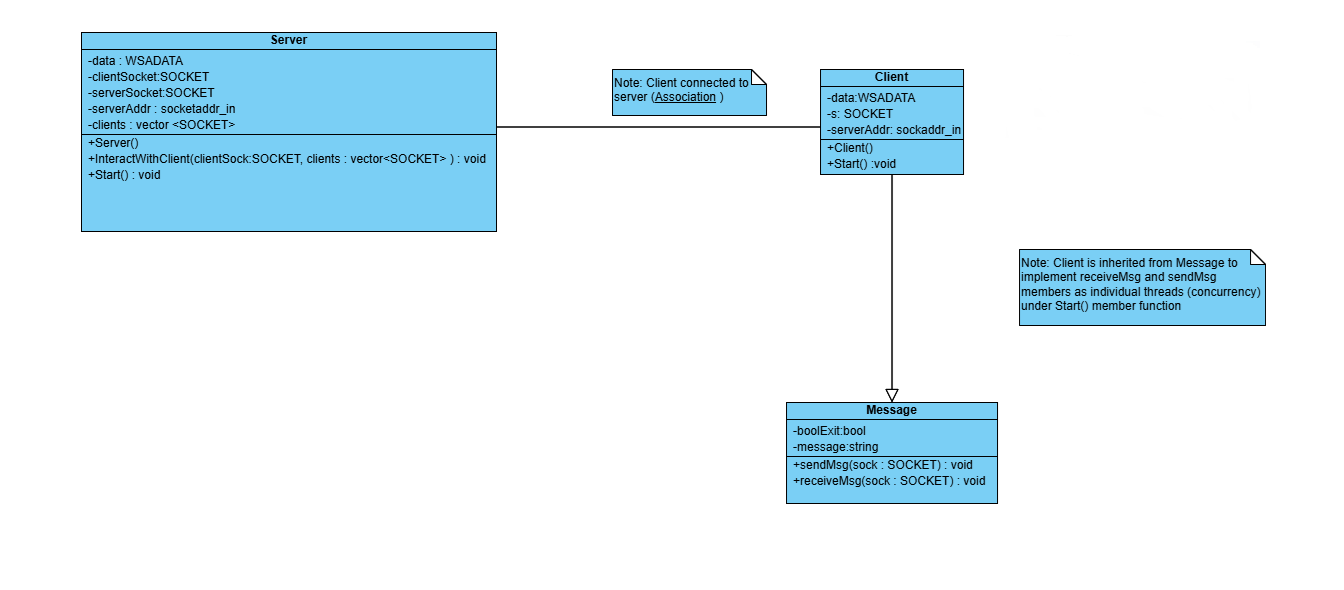 Server
-data : WSADATA
-clientSocket:SOCKET
-serverSocket:SOCKET
-serverAddr : socketaddr_in
-clients : vector <SOCKET>
+Server()
+InteractWithClient(clientSock:SOCKET, clients : vector<SOCKET> ) : void
+Start() : void
Note: Client connected to
server (Association )
Client
-data:WSADATA
-s: SOCKET
-serverAddr: sockaddr_in
+Client()
+Start() :void
Note: Client is inherited from Message to
implement receiveMsg and sendMsg
members as individual threads (concurrency)
under Start() member function
Message
-boolExit:bool
-message:string
+sendMsg(sock : SOCKET) : void
+receiveMsg(sock : SOCKET) : void